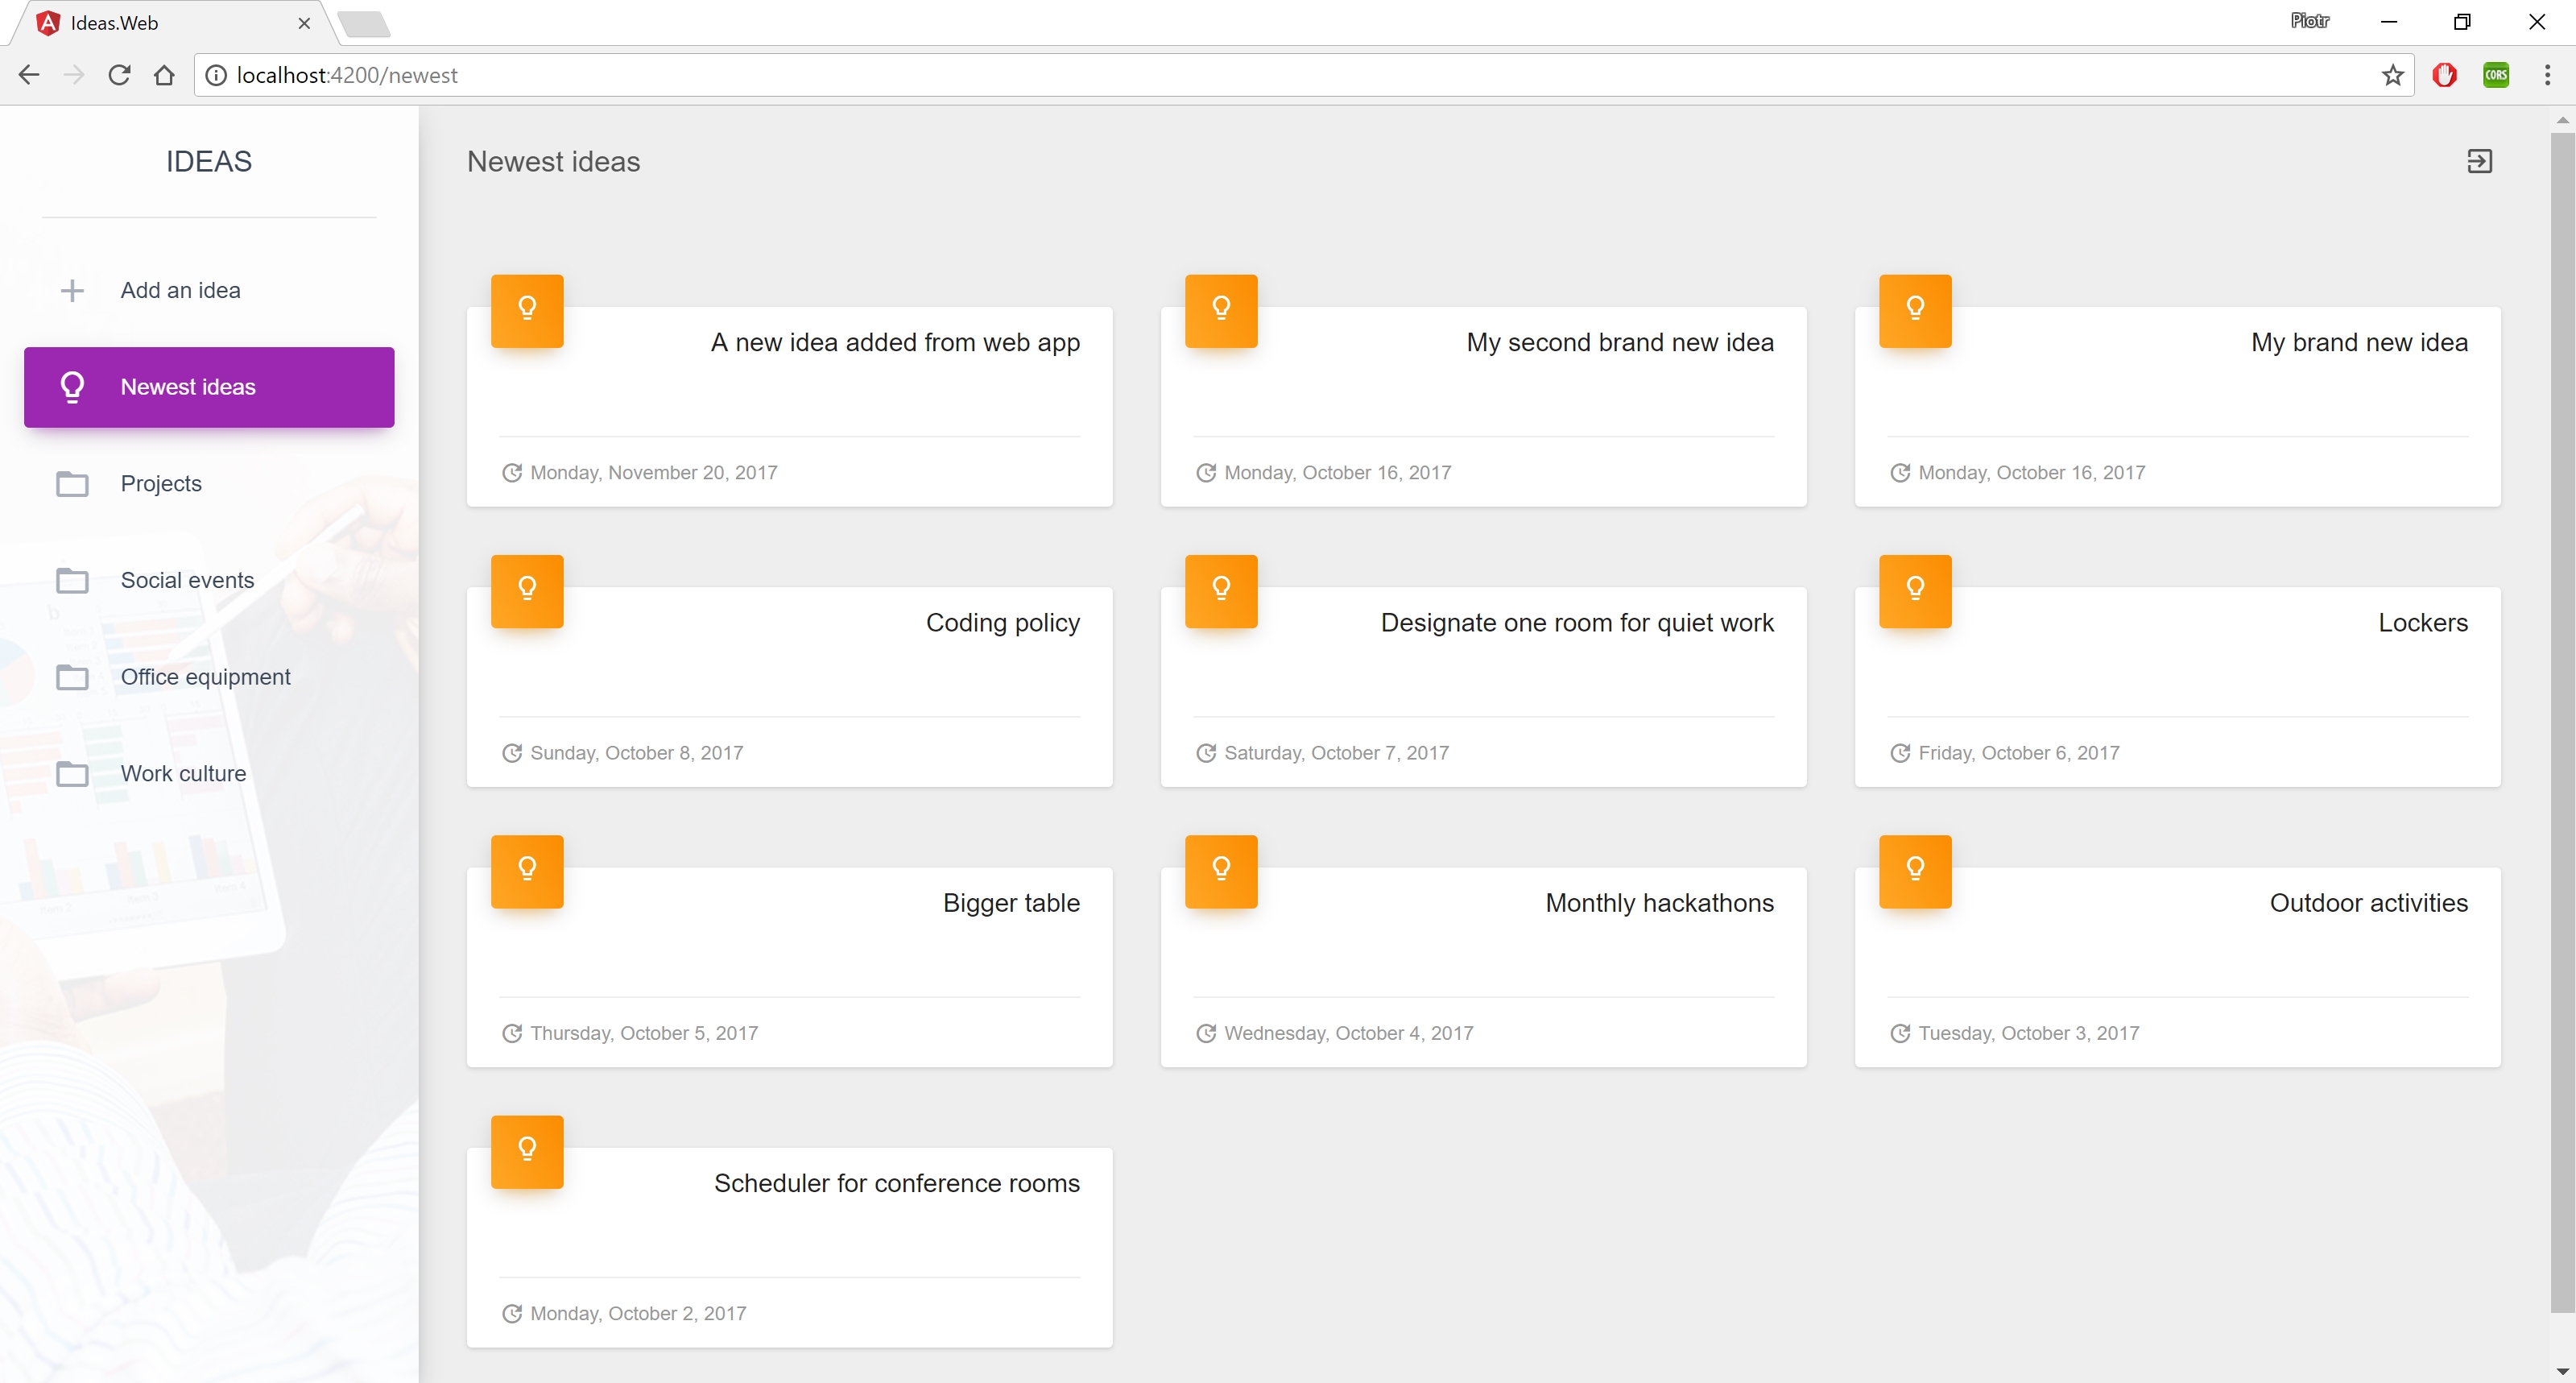 Ideas.Web
Piotr
localhost:4200/newest
CORS
IDEAS
Add an idea
Newest ideas
Projects
Social events
Office equipment
Work culture
Newest ideas
A new idea added from web app
Monday, November 20, 2017
My second brand new idea
Monday, October 16, 2017
My brand new idea
Monday, October 16, 2017
Coding policy
Sunday, October 8, 2017
Designate one room for quiet work
Saturday, October 7, 2017
Lockers
Friday, October 6, 2017
Bigger table
Thursday, October 5, 2017
Monthly hackathons
Wednesday, October 4, 2017
Outdoor activities
Tuesday, October 3, 2017
Scheduler for conference rooms
Monday, October 2, 2017